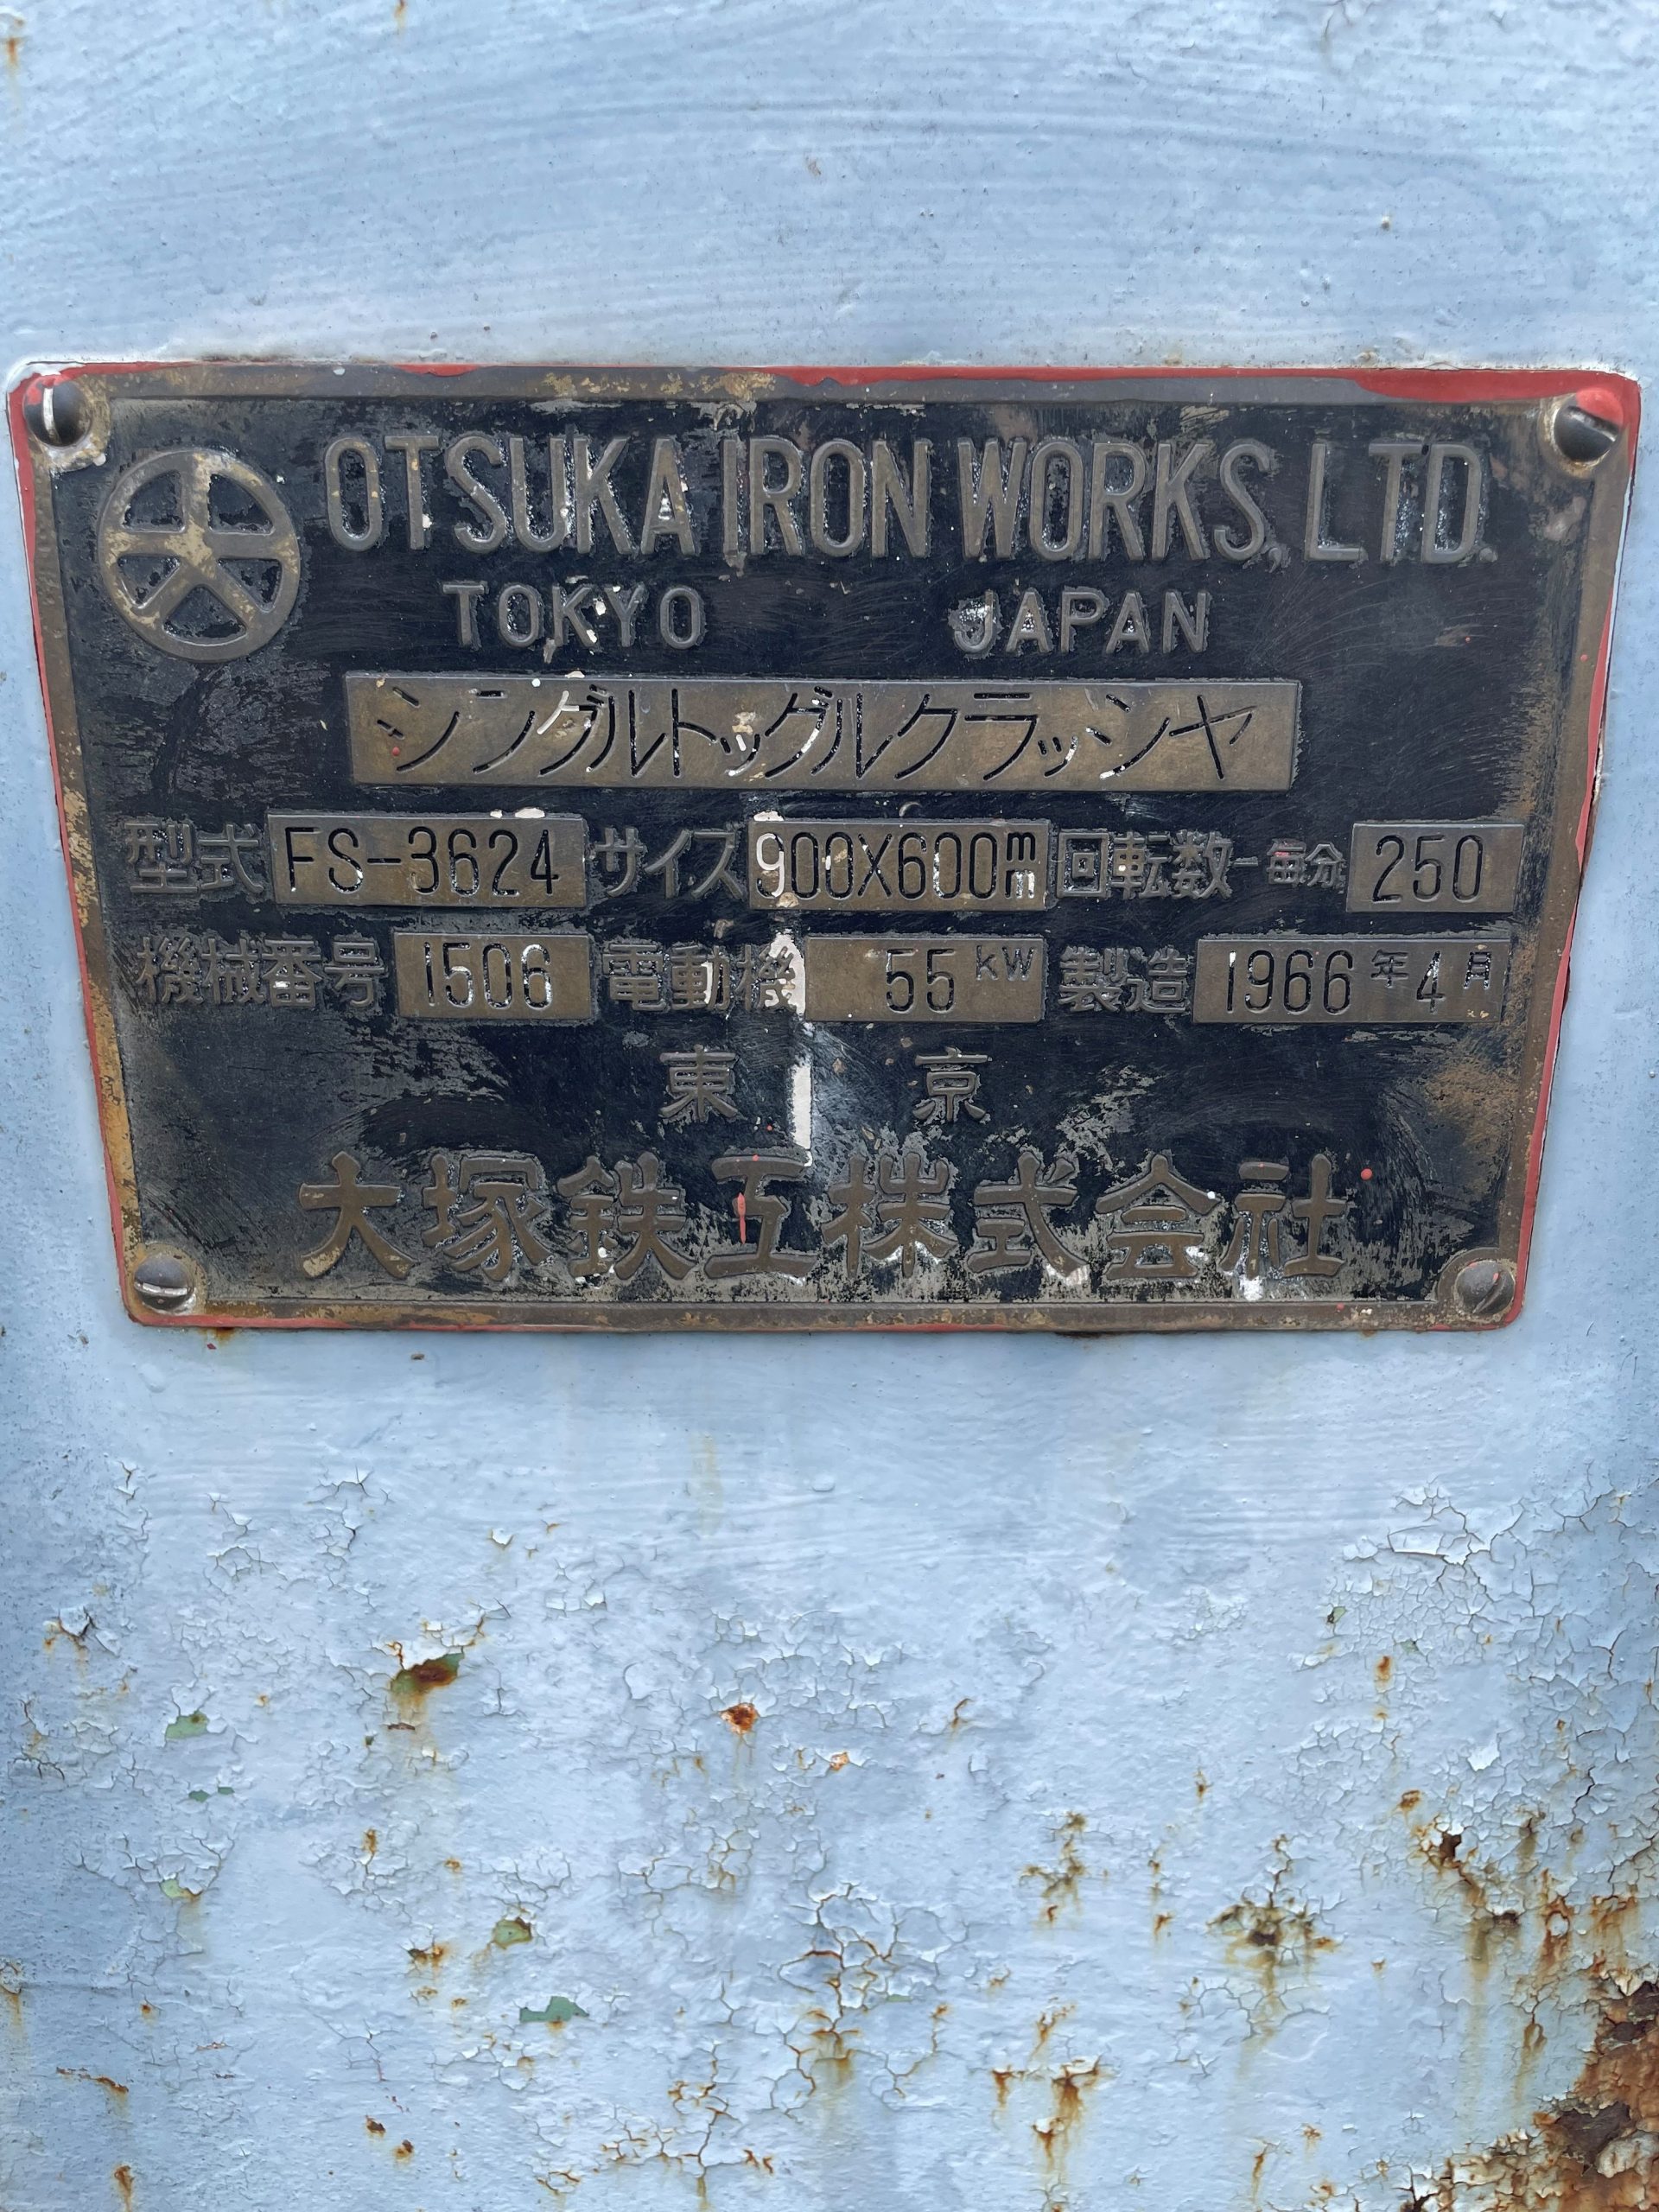 OTSUKA IRON WORKS, LTD.
TOKYO JAPAN
シングルトッグルクラッシヤ
型式 FS-3624 サイズ 900X600mm 回転数-毎分 250
機械番号 1506 電動機 55 kW 製造 1966年4月
東京
大塚鉄工株式会社